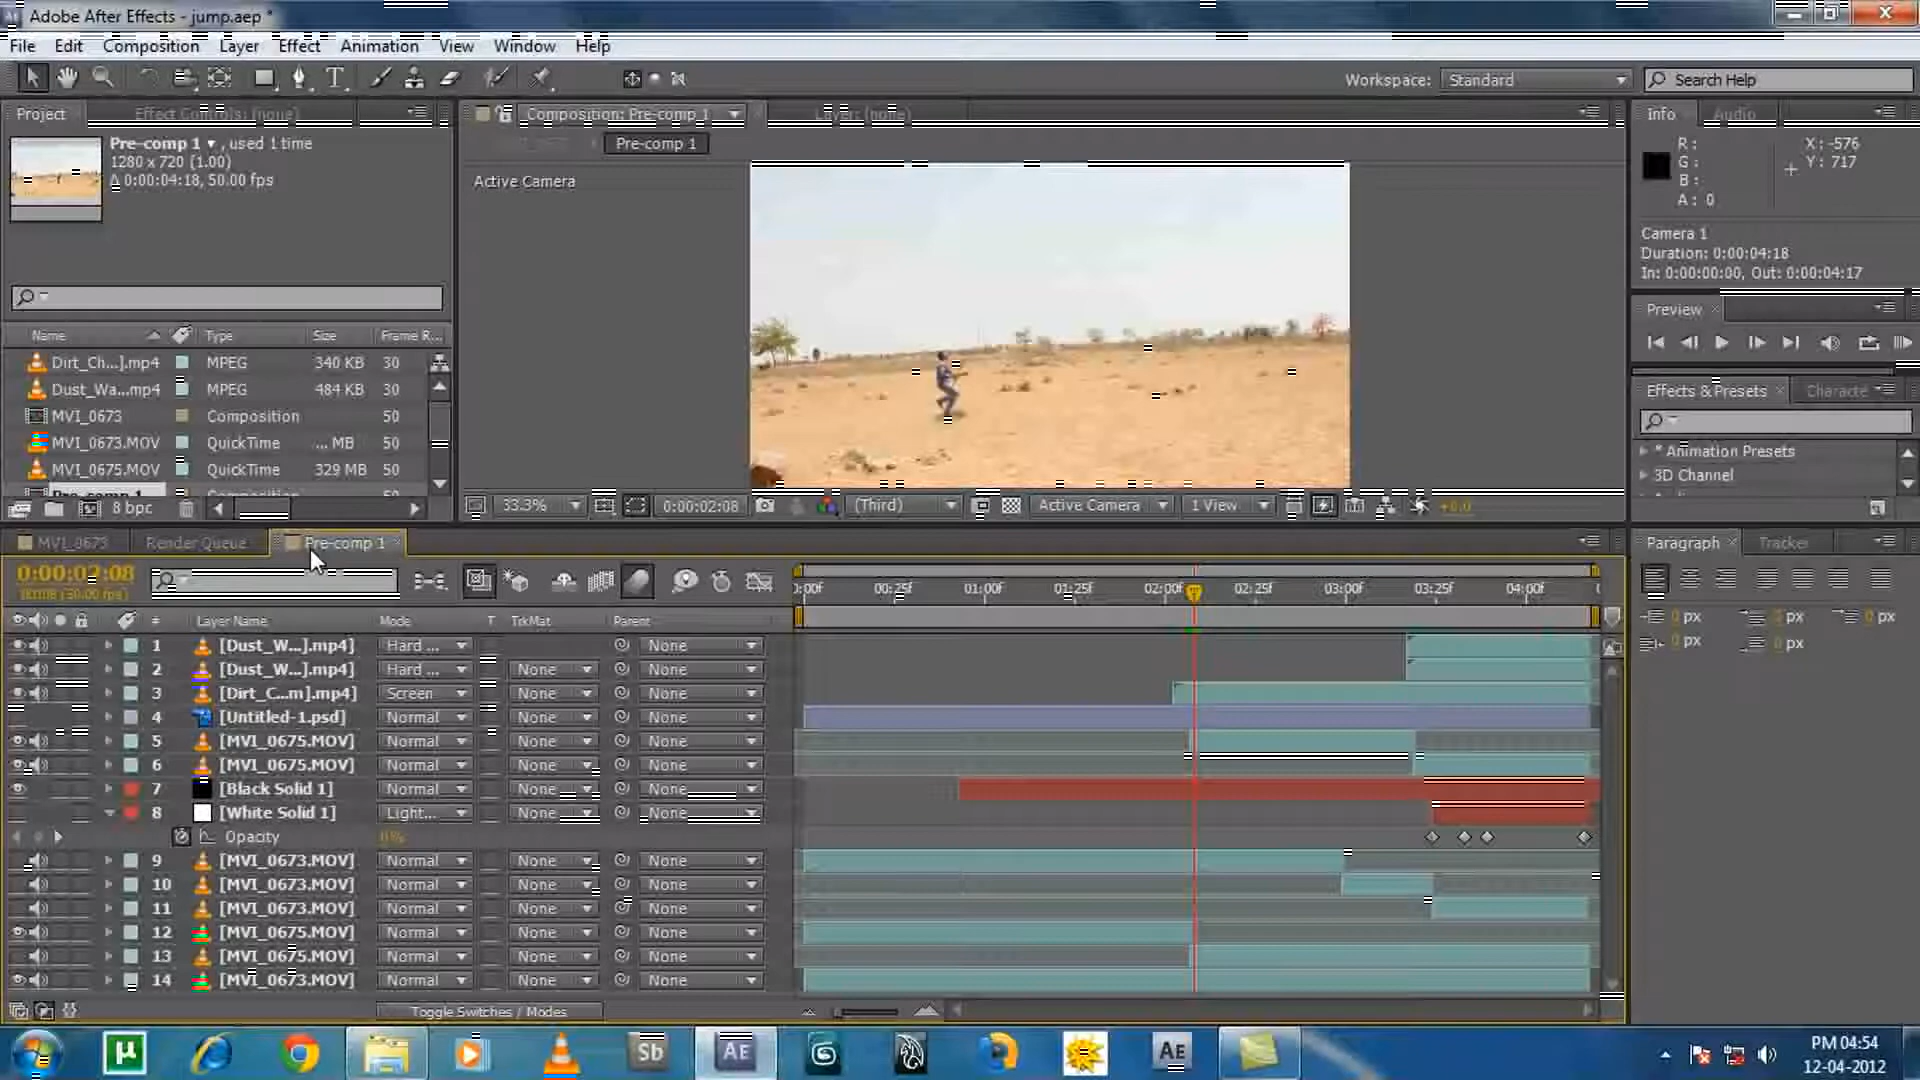 Adobe After Effects - jump.aep *
File Edit Composition Layer Effect Animation View Window Help
Workspace: Standard Search Help
Project Effect Controls: (none) Composition: Pre-comp 1 Layer: (none) Info Audio
Pre-comp 1 , used 1 time
1280 x 720 (1.00)
Δ 0:00:04:18, 50.00 fps
Pre-comp 1
Active Camera
R: X: -576
G: Y: 717
B:
A: 0
Camera 1
Duration: 0:00:04:18
In: 0:00:00:00, Out: 0:00:04:17
Preview
Name Type Size Frame R...
Dirt_Ch...].mp4 MPEG 340 KB 30
Dust_Wa...mp4 MPEG 484 KB 30
MVI_0673 Composition 50
MVI_0673.MOV QuickTime ... MB 50
MVI_0675.MOV QuickTime 329 MB 50
Pre-comp 1 Composition 50
Effects & Presets Characte
* Animation Presets
3D Channel
8 bpc
33.3% 0:00:02:08 (Third) Active Camera 1 View +0.0
MVI_0673 Render Queue Pre-comp 1
Paragraph Tracker
0:00:02:08
:00f 00:25f 01:00f 01:25f 02:00f 02:25f 03:00f 03:25f 04:00f
0 px 0 px 0 px
0 px 0 px
# Layer Name Mode T TrkMat Parent
1 [Dust_W...].mp4] Hard ... None
2 [Dust_W...].mp4] Hard ... None None
3 [Dirt_C...m].mp4] Screen None None
4 [Untitled-1.psd] Normal None None
5 [MVI_0675.MOV] Normal None None
6 [MVI_0675.MOV] Normal None None
7 [Black Solid 1] Normal None None
8 [White Solid 1] Light... None None
Opacity 0%
9 [MVI_0673.MOV] Normal None None
10 [MVI_0673.MOV] Normal None None
11 [MVI_0673.MOV] Normal None None
12 [MVI_0675.MOV] Normal None None
13 [MVI_0675.MOV] Normal None None
14 [MVI_0673.MOV] Normal None None
Toggle Switches / Modes
µ Sb AE AE
PM 04:54
12-04-2012